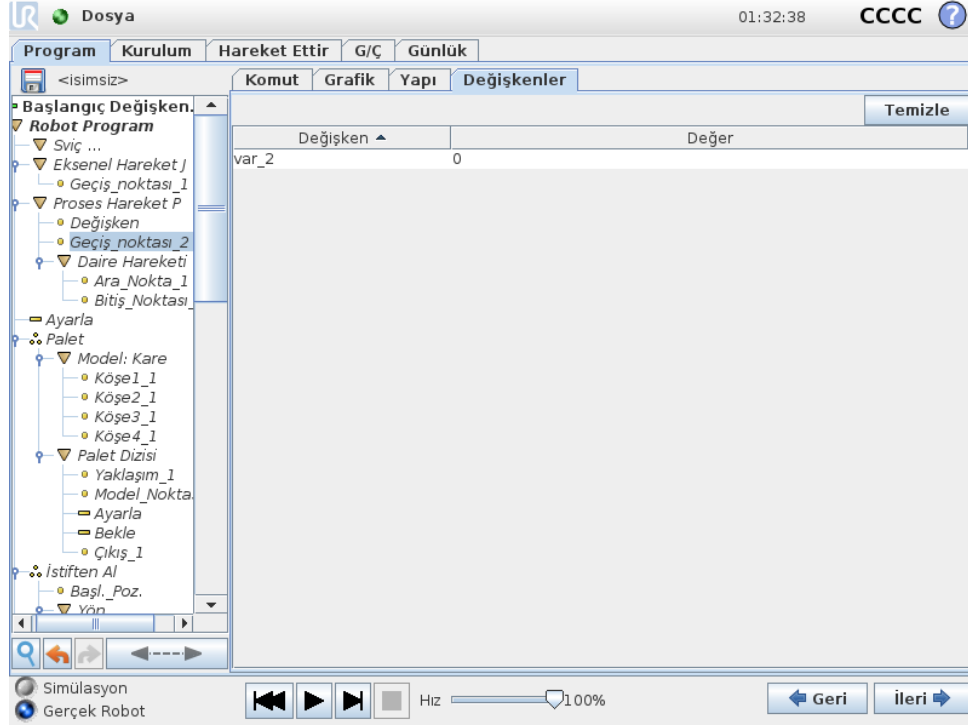 UR Dosya 01:32:38 CCCC ?
Program Kurulum Hareket Ettir G/Ç Günlük
<isimsiz> Komut Grafik Yapı Değişkenler
Başlangıç Değişken.
Temizle
Robot Program
Değişken Değer
Sviç ...
var_2 0
Eksenel Hareket J
Geçiş_noktası_1
Proses Hareket P
Değişken
Geçiş_noktası_2
Daire Hareketi
Ara_Nokta_1
Bitiş_Noktası_
Ayarla
Palet
Model: Kare
Köşe1_1
Köşe2_1
Köşe3_1
Köşe4_1
Palet Dizisi
Yaklaşım_1
Model_Nokta
Ayarla
Bekle
Çıkış_1
İstiften Al
Başl._Poz.
Yön
Simülasyon
Gerçek Robot
Hız 100%
Geri İleri